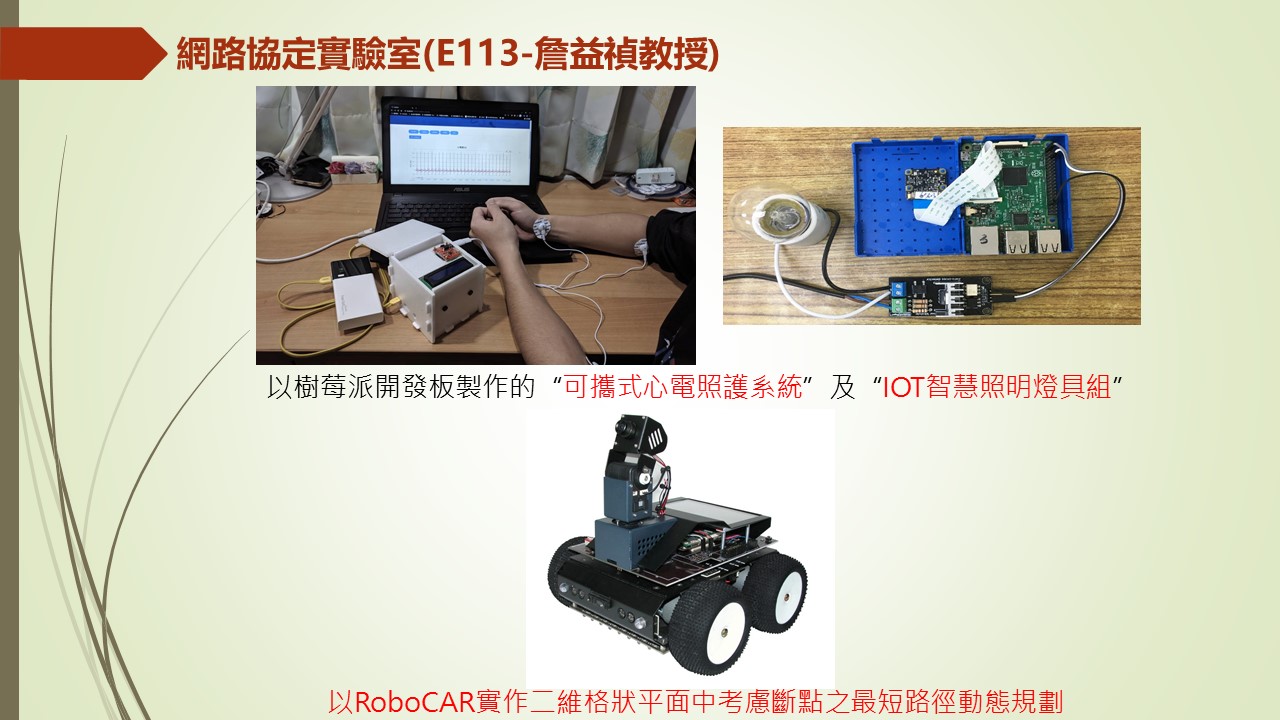 網路協定實驗室(E113-詹益禎教授)
ASUS
以樹莓派開發板製作的“可攜式心電照護系統”及“IOT智慧照明燈具組”
以RoboCAR實作二維格狀平面中考慮斷點之最短路徑動態規劃